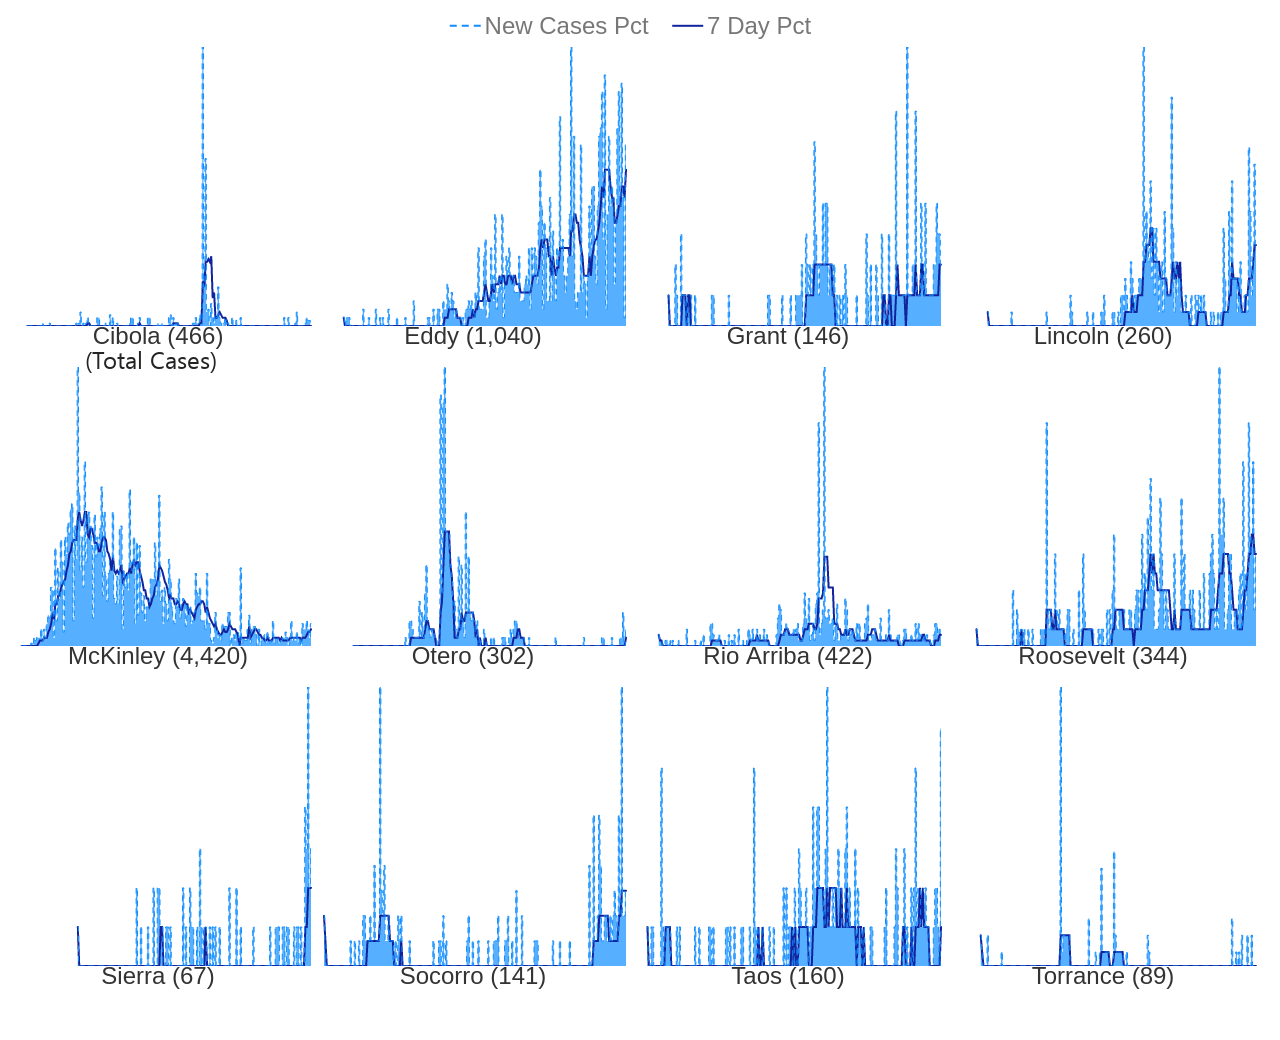 New Cases Pct 7 Day Pct
Cibola (466) Eddy (1,040) Grant (146) Lincoln (260)
(Total Cases)
McKinley (4,420) Otero (302) Rio Arriba (422) Roosevelt (344)
Sierra (67) Socorro (141) Taos (160) Torrance (89)